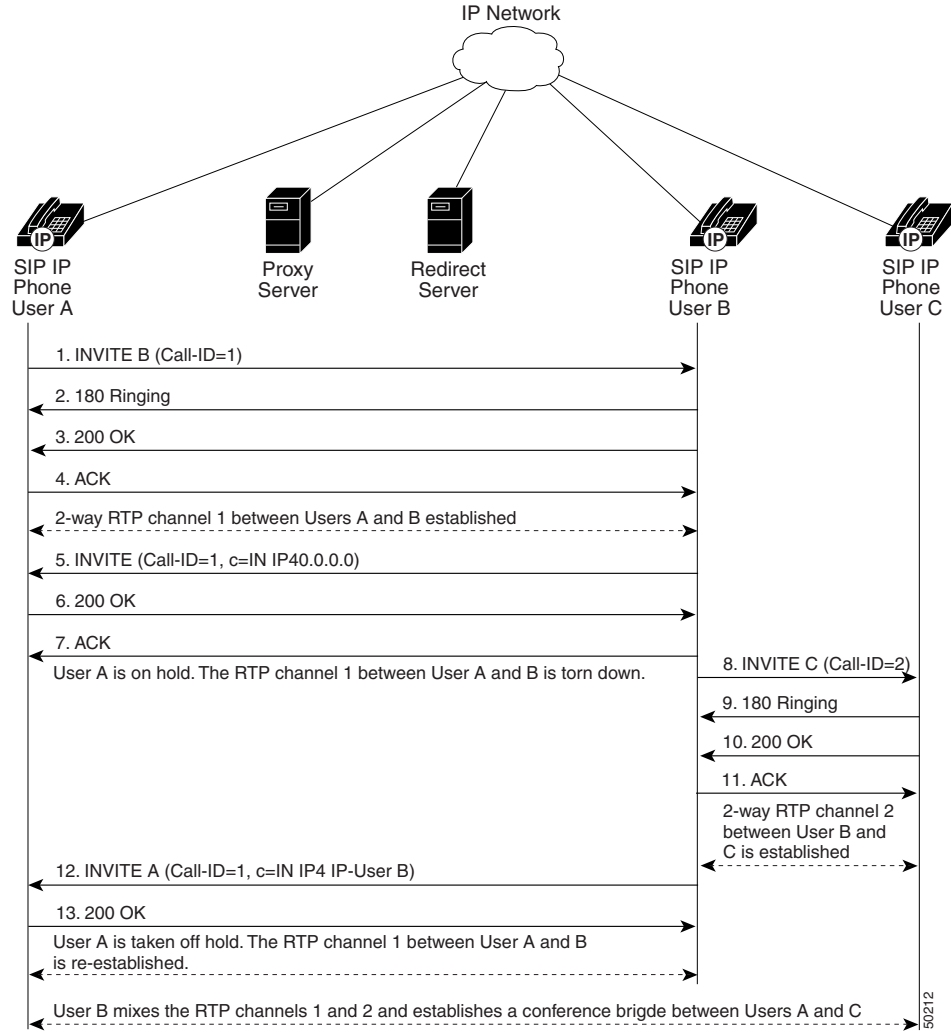 IP Network
IP
SIP IP
Phone
User A
Proxy
Server
Redirect
Server
IP
SIP IP
Phone
User B
IP
SIP IP
Phone
User C
1. INVITE B (Call-ID=1)
2. 180 Ringing
3. 200 OK
4. ACK
2-way RTP channel 1 between Users A and B established
5. INVITE (Call-ID=1, c=IN IP40.0.0.0)
6. 200 OK
7. ACK
User A is on hold. The RTP channel 1 between User A and B is torn down.
8. INVITE C (Call-ID=2)
9. 180 Ringing
10. 200 OK
11. ACK
2-way RTP channel 2
between User B and
C is established
12. INVITE A (Call-ID=1, c=IN IP4 IP-User B)
13. 200 OK
User A is taken off hold. The RTP channel 1 between User A and B
is re-established.
User B mixes the RTP channels 1 and 2 and establishes a conference brigde between Users A and C
50212